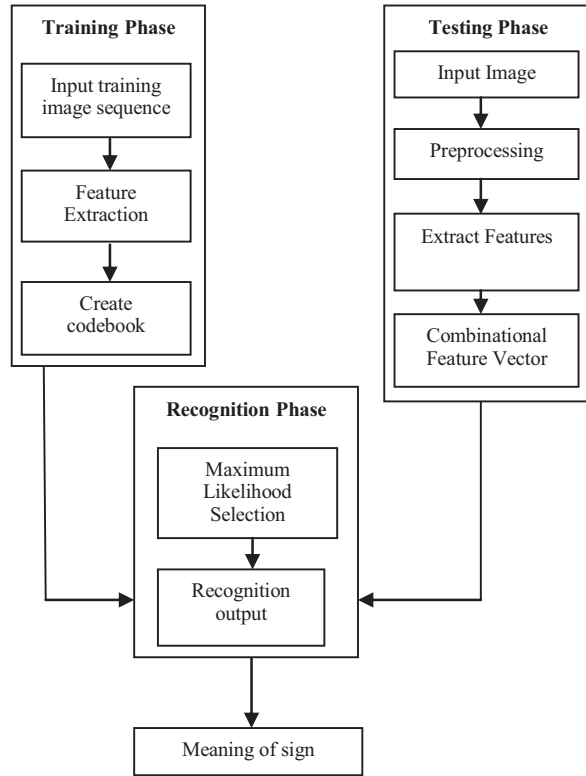 Training Phase
Input training
image sequence
Feature
Extraction
Create
codebook
Testing Phase
Input Image
Preprocessing
Extract Features
Combinational
Feature Vector
Recognition Phase
Maximum
Likelihood
Selection
Recognition
output
Meaning of sign